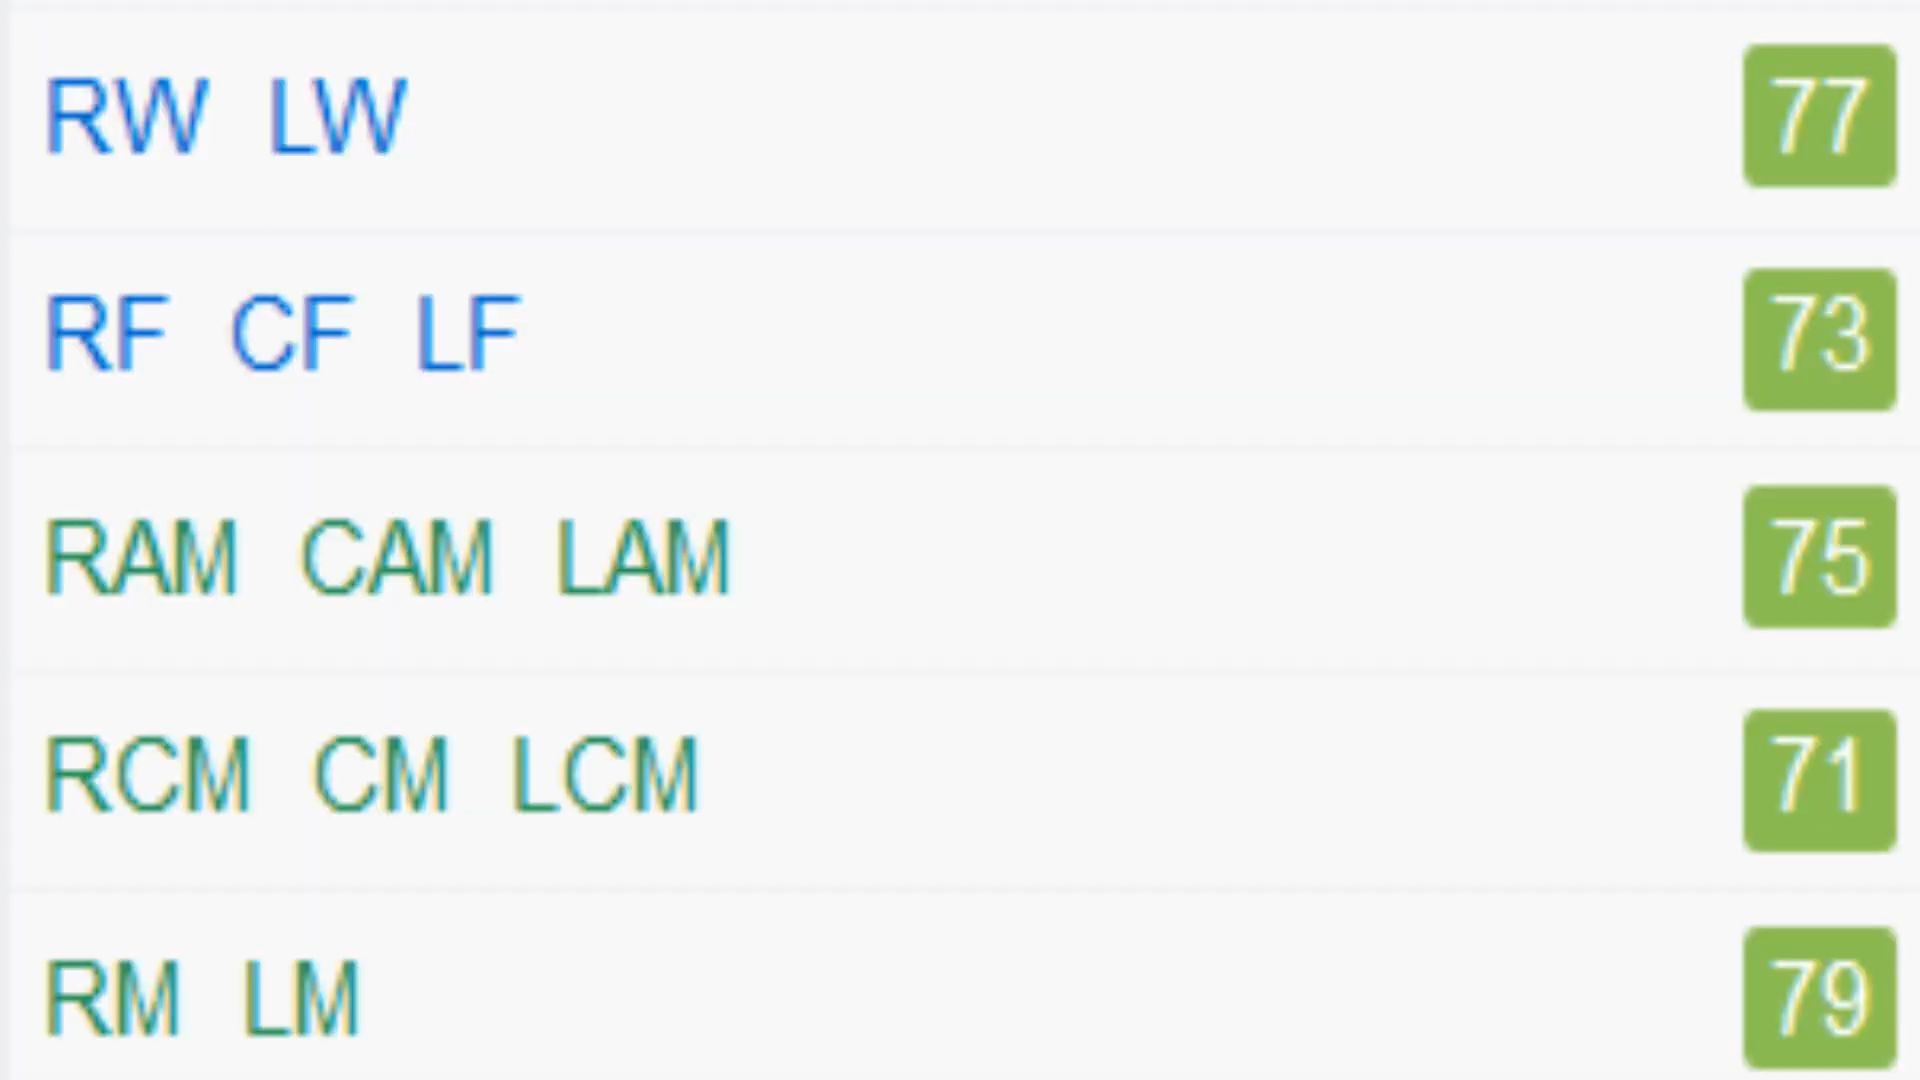 RW LW 77
RF CF LF 73
RAM CAM LAM 75
RCM CM LCM 71
RM LM 79